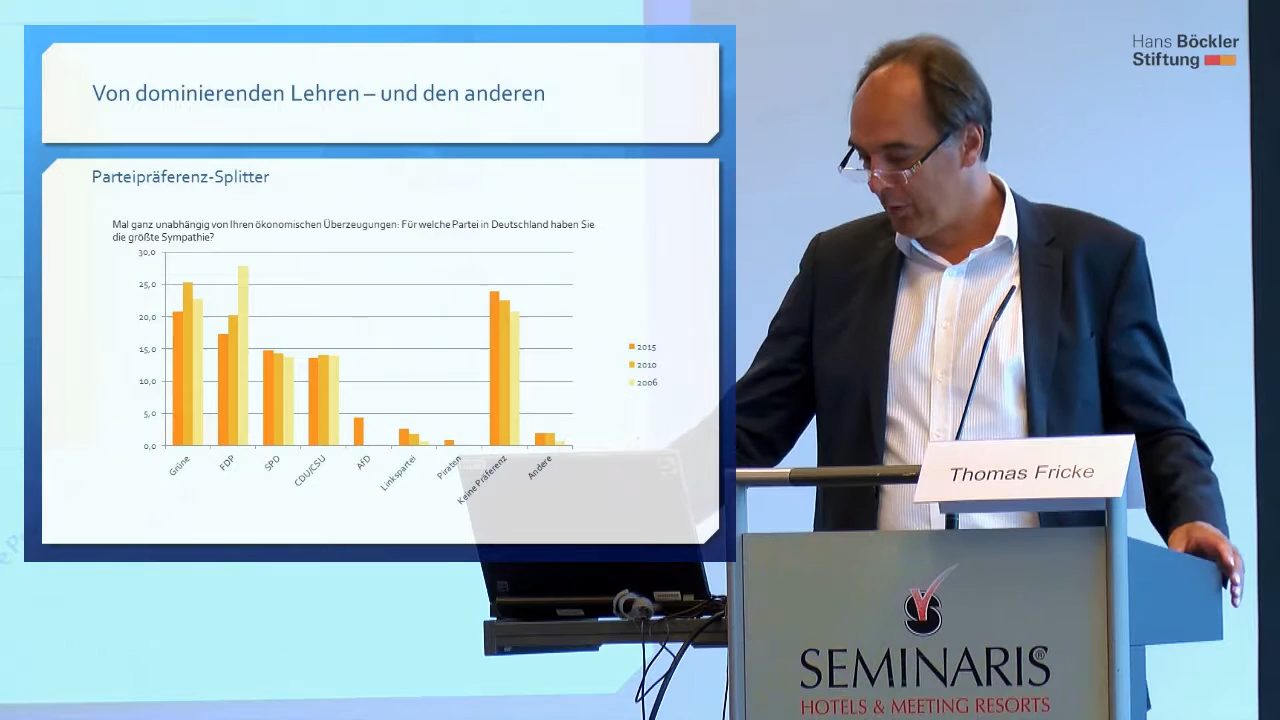 Hans Böckler
Stiftung
Von dominierenden Lehren – und den anderen
Parteipräferenz-Splitter
Mal ganz unabhängig von Ihren ökonomischen Überzeugungen: Für welche Partei in Deutschland haben Sie
die größte Sympathie?
30,0
25,0
20,0
15,0
10,0
5,0
0,0
Grüne
FDP
SPD
CDU/CSU
AfD
Linkspartei
Piraten
Keine Präferenz
Andere
2015
2010
2006
Thomas Fricke
SEMINARIS®
HOTELS & MEETING RESORTS